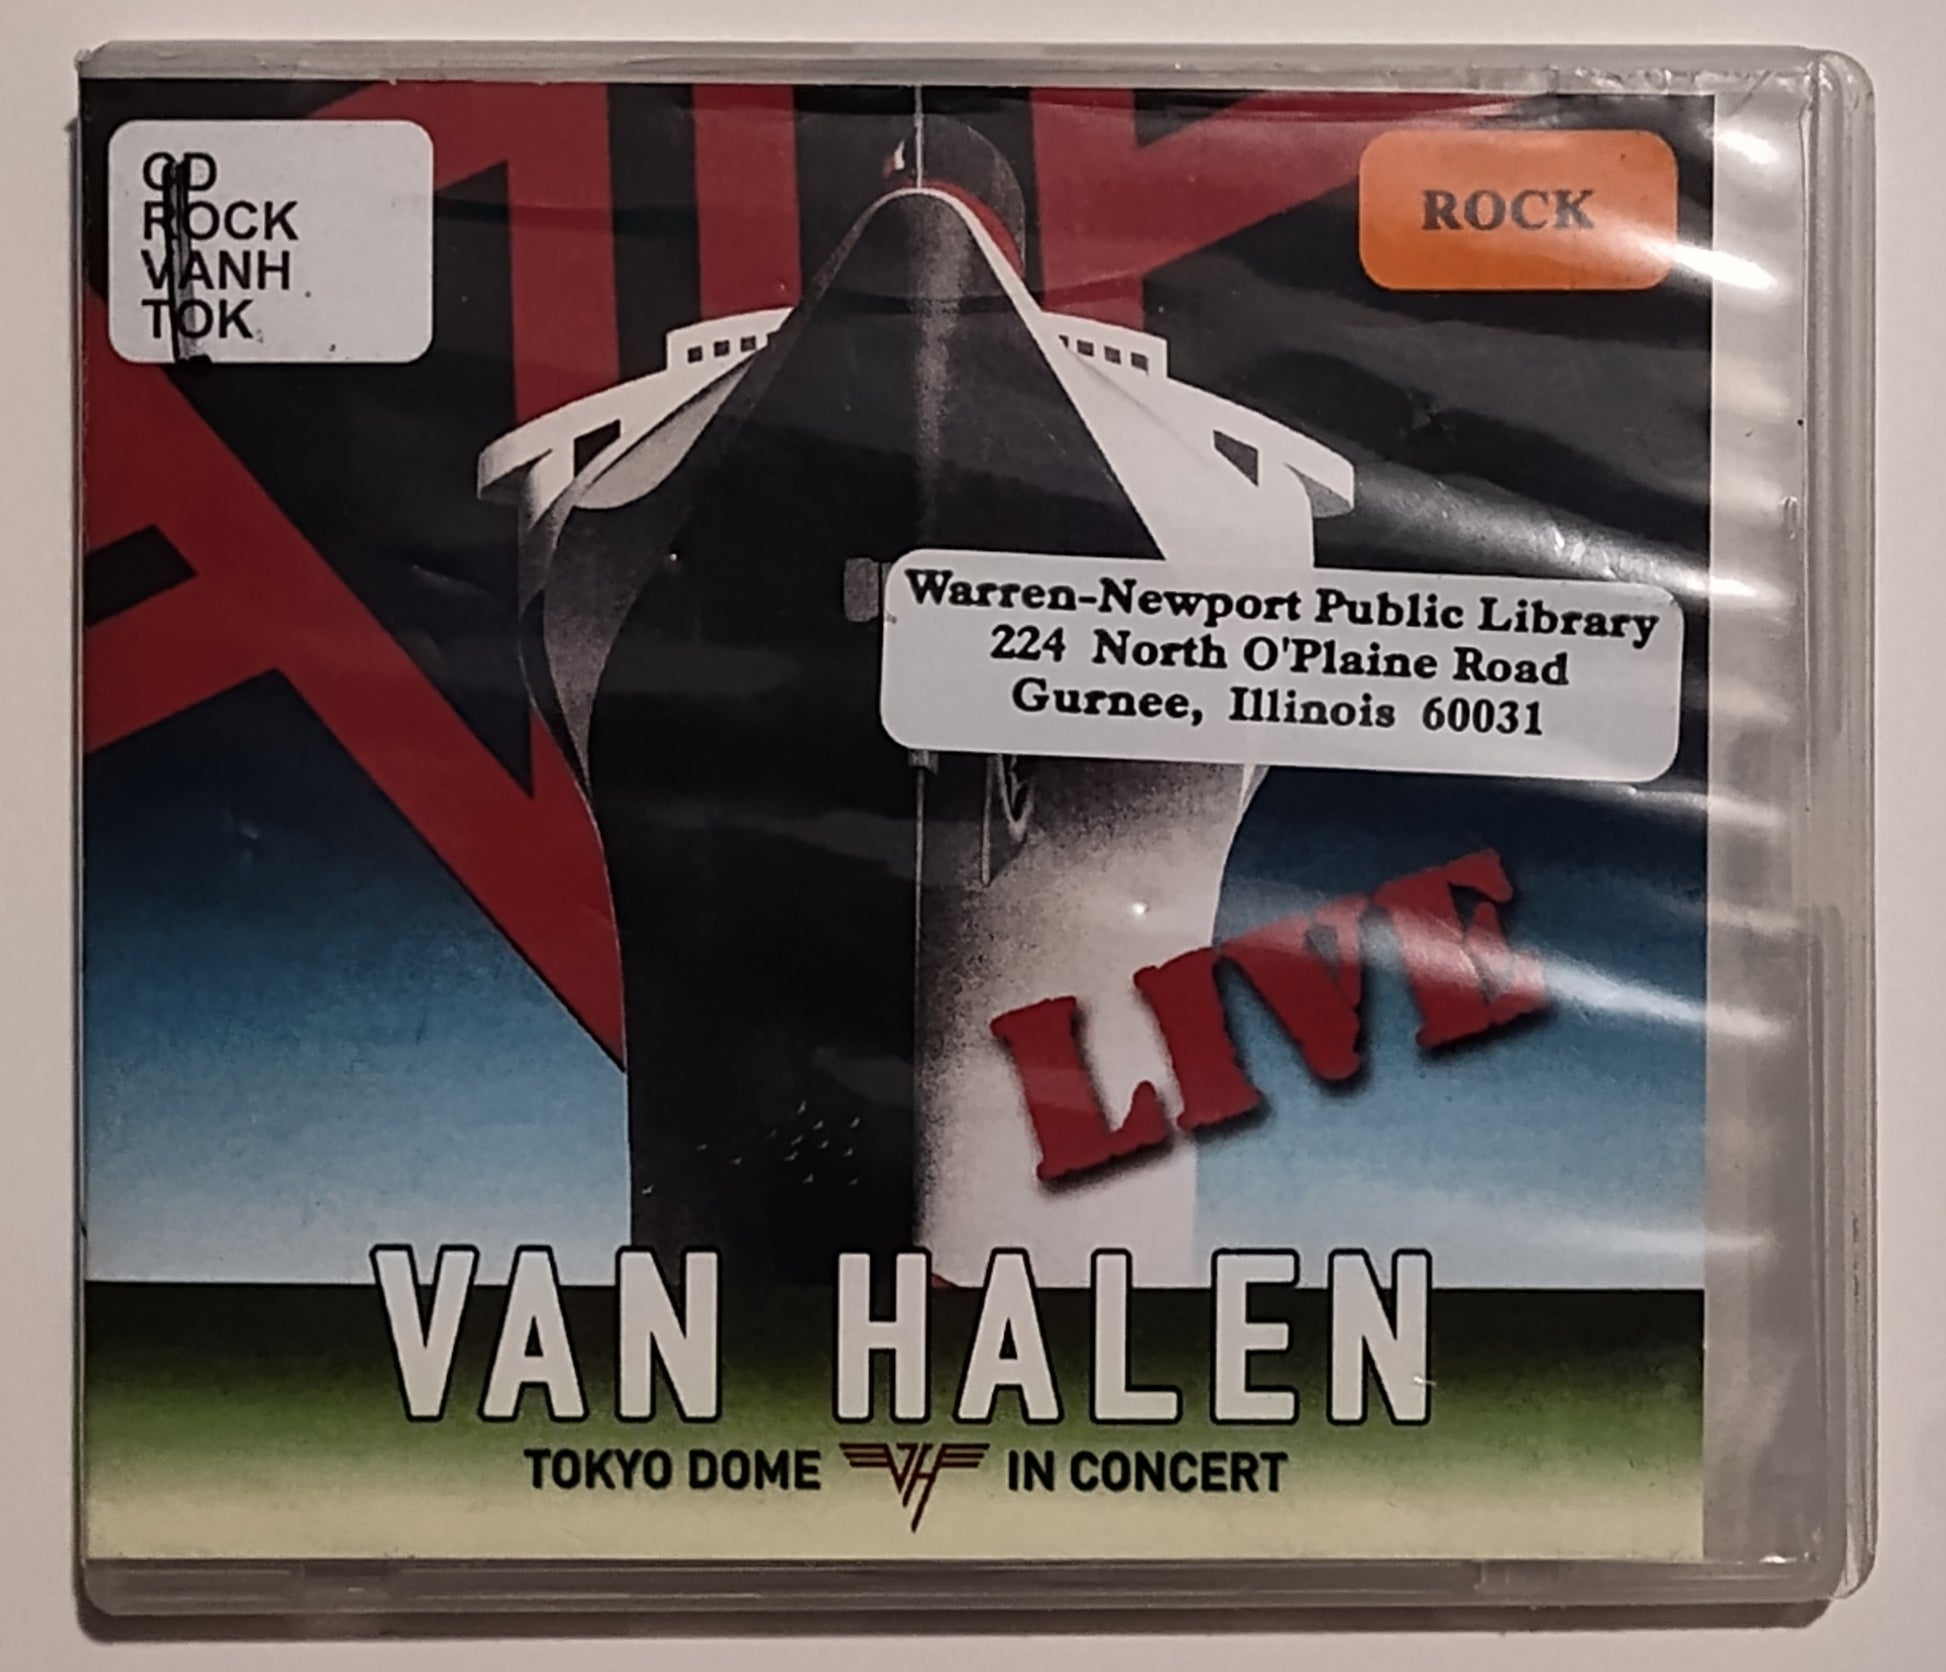 CD
ROCK
VANH
TOK
ROCK
Warren-Newport Public Library
224 North O'Plaine Road
Gurnee, Illinois 60031
LIVE
VAN HALEN
TOKYO DOME VH IN CONCERT